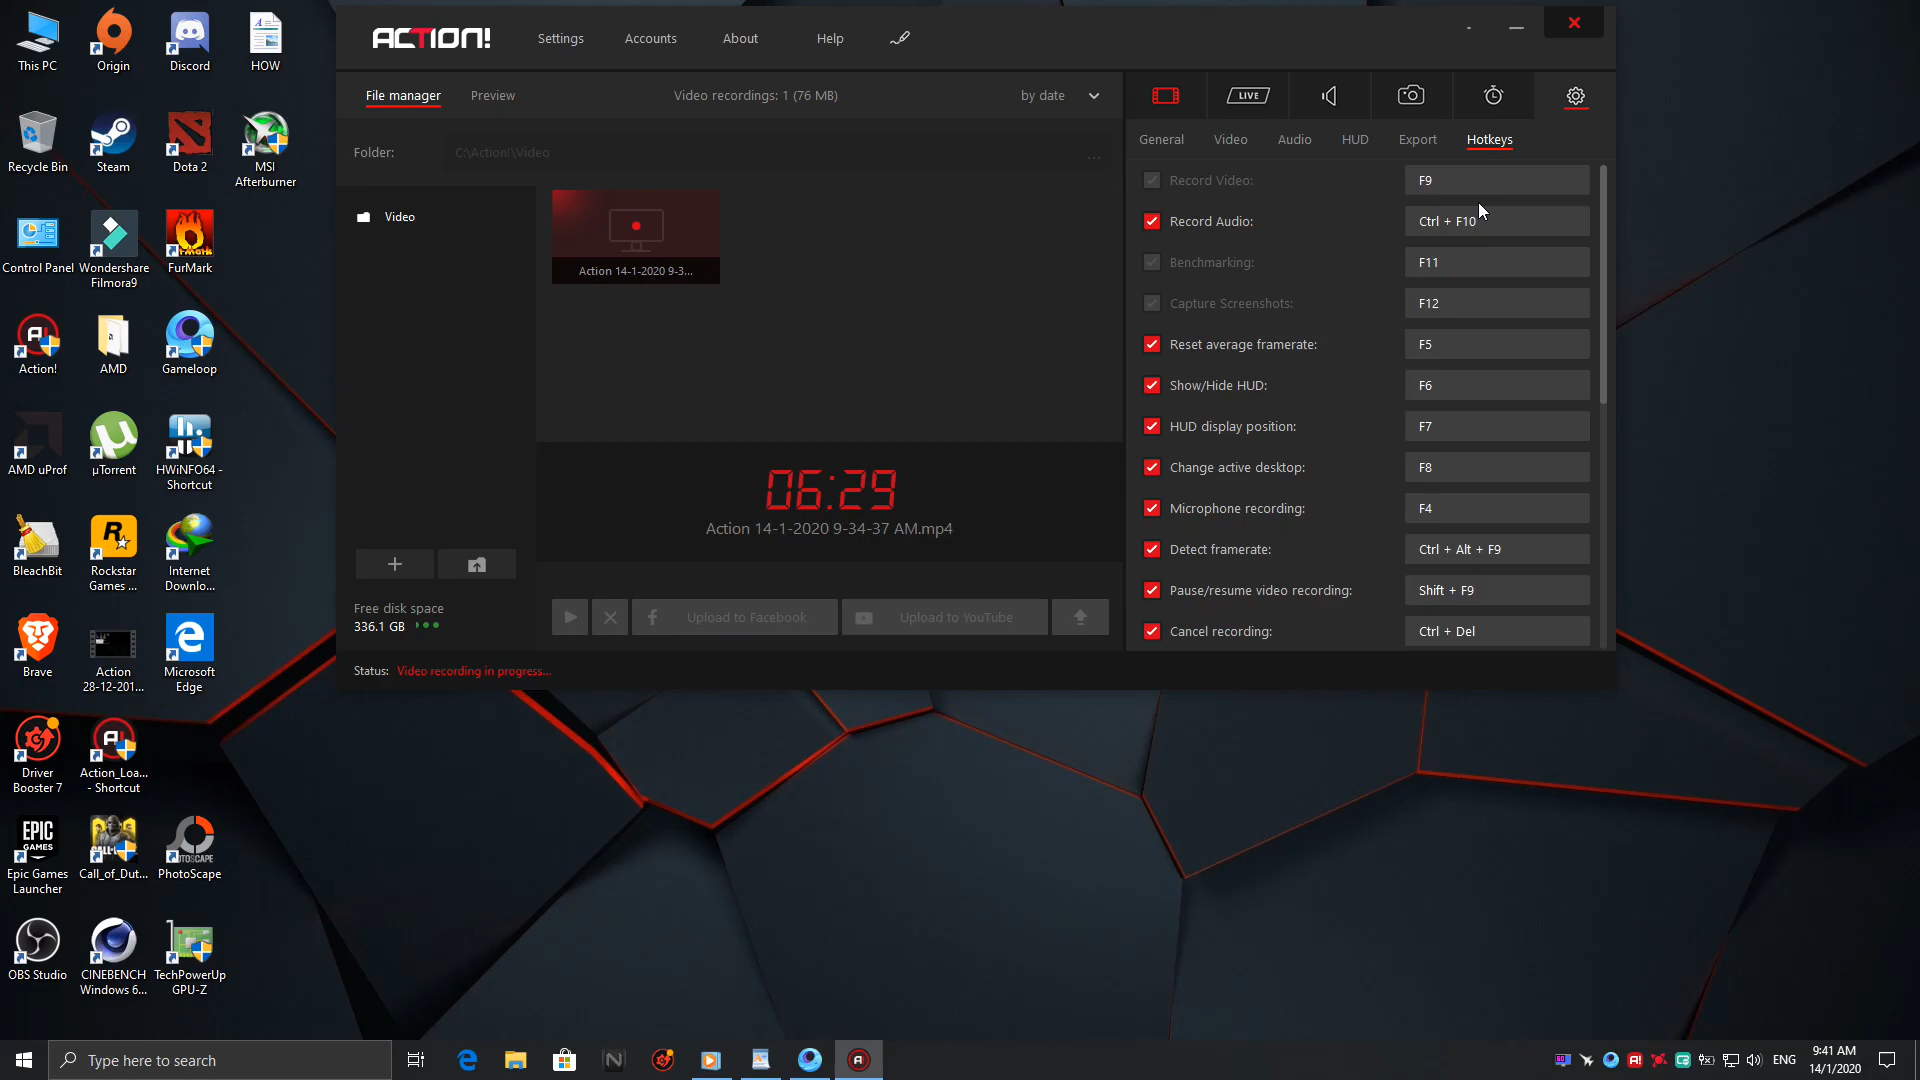 This PC
Origin
Discord
HOW
Recycle Bin
Steam
Dota 2
MSI
Afterburner
Control Panel
Wondershare
Filmora9
FurMark
Action!
AMD
Gameloop
AMD uProf
µTorrent
HWiNFO64 -
Shortcut
BleachBit
Rockstar
Games ...
Internet
Downlo...
Brave
Action
28-12-201...
Microsoft
Edge
Driver
Booster 7
Action_Loa...
- Shortcut
Epic Games
Launcher
Call_of_Dut...
PhotoScape
OBS Studio
CINEBENCH
Windows 6...
TechPowerUp
GPU-Z
ACTION!
Settings
Accounts
About
Help
File manager
Preview
Video recordings: 1 (76 MB)
by date
LIVE
Folder:
C:\Action!\Video
...
Video
Action 14-1-2020 9-3...
06:29
Action 14-1-2020 9-34-37 AM.mp4
Free disk space
336.1 GB
Upload to Facebook
Upload to YouTube
Status: Video recording in progress...
General
Video
Audio
HUD
Export
Hotkeys
Record Video: F9
Record Audio: Ctrl + F10
Benchmarking: F11
Capture Screenshots: F12
Reset average framerate: F5
Show/Hide HUD: F6
HUD display position: F7
Change active desktop: F8
Microphone recording: F4
Detect framerate: Ctrl + Alt + F9
Pause/resume video recording: Shift + F9
Cancel recording: Ctrl + Del
Type here to search
ENG
9:41 AM
14/1/2020